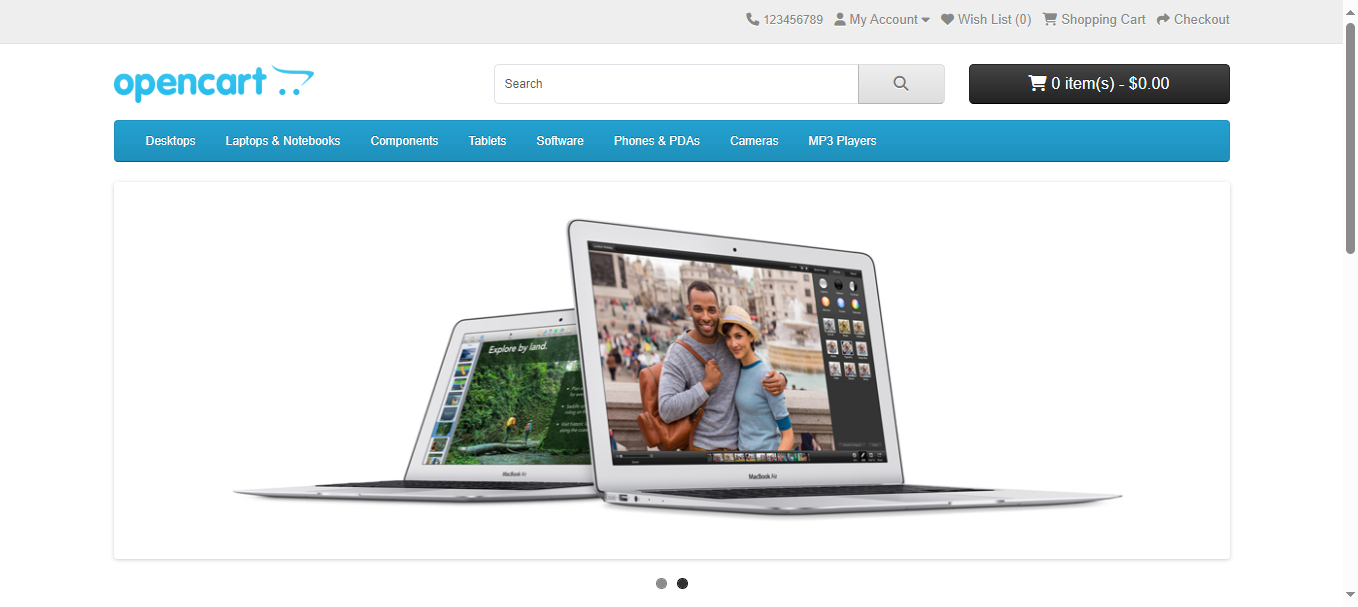 123456789 My Account Wish List (0) Shopping Cart Checkout
opencart
Search
0 item(s) - $0.00
Desktops Laptops & Notebooks Components Tablets Software Phones & PDAs Cameras MP3 Players
Explore by land.
MacBook Air
MacBook Air